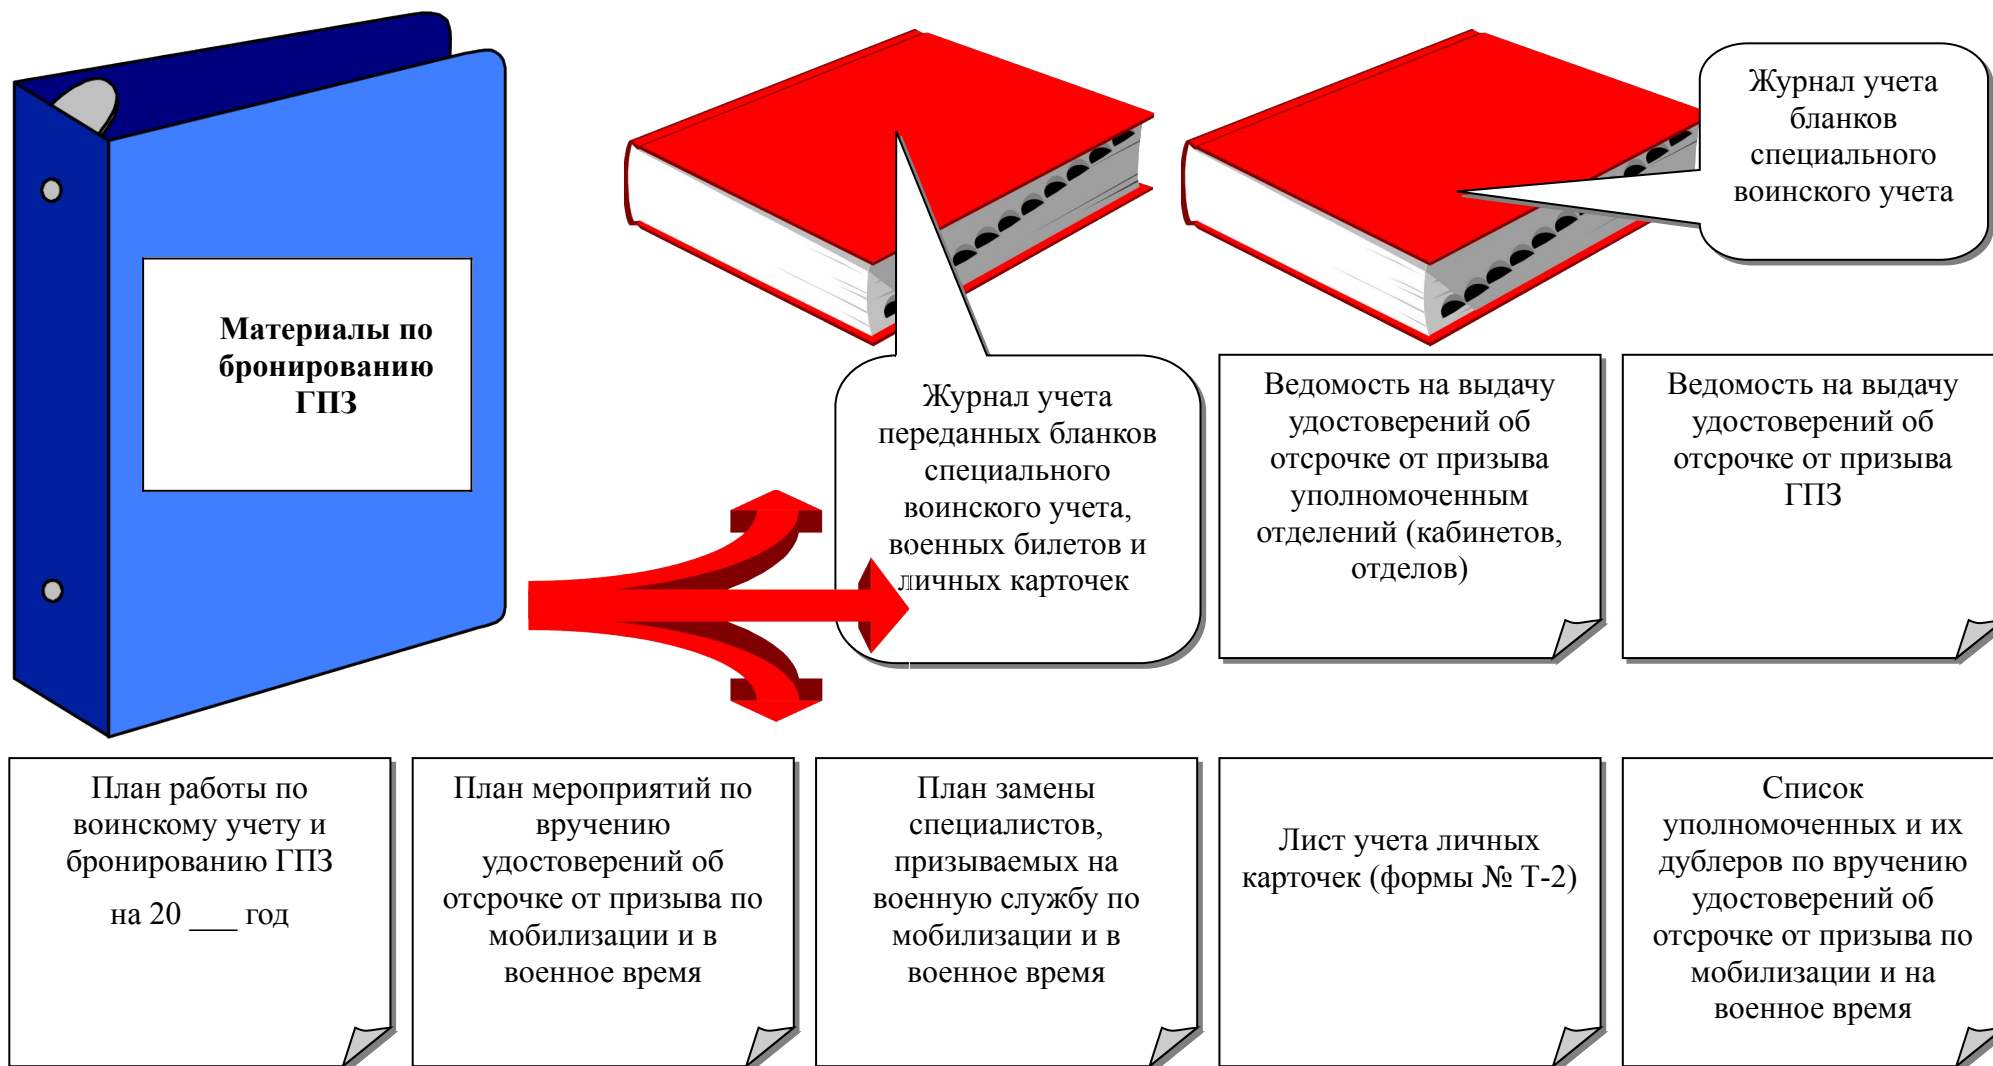 Материалы по
бронированию
ГПЗ
Журнал учета
бланков
специального
воинского учета
Журнал учета
переданных бланков
специального
воинского учета,
военных билетов и
личных карточек
Ведомость на выдачу
удостоверений об
отсрочке от призыва
уполномоченным
отделений (кабинетов,
отделов)
Ведомость на выдачу
удостоверений об
отсрочке от призыва
ГПЗ
План работы по
воинскому учету и
бронированию ГПЗ
на 20 ___ год
План мероприятий по
вручению
удостоверений об
отсрочке от призыва по
мобилизации и в
военное время
План замены
специалистов,
призываемых на
военную службу по
мобилизации и в
военное время
Лист учета личных
карточек (формы № Т-2)
Список
уполномоченных и их
дублеров по вручению
удостоверений об
отсрочке от призыва по
мобилизации и на
военное время